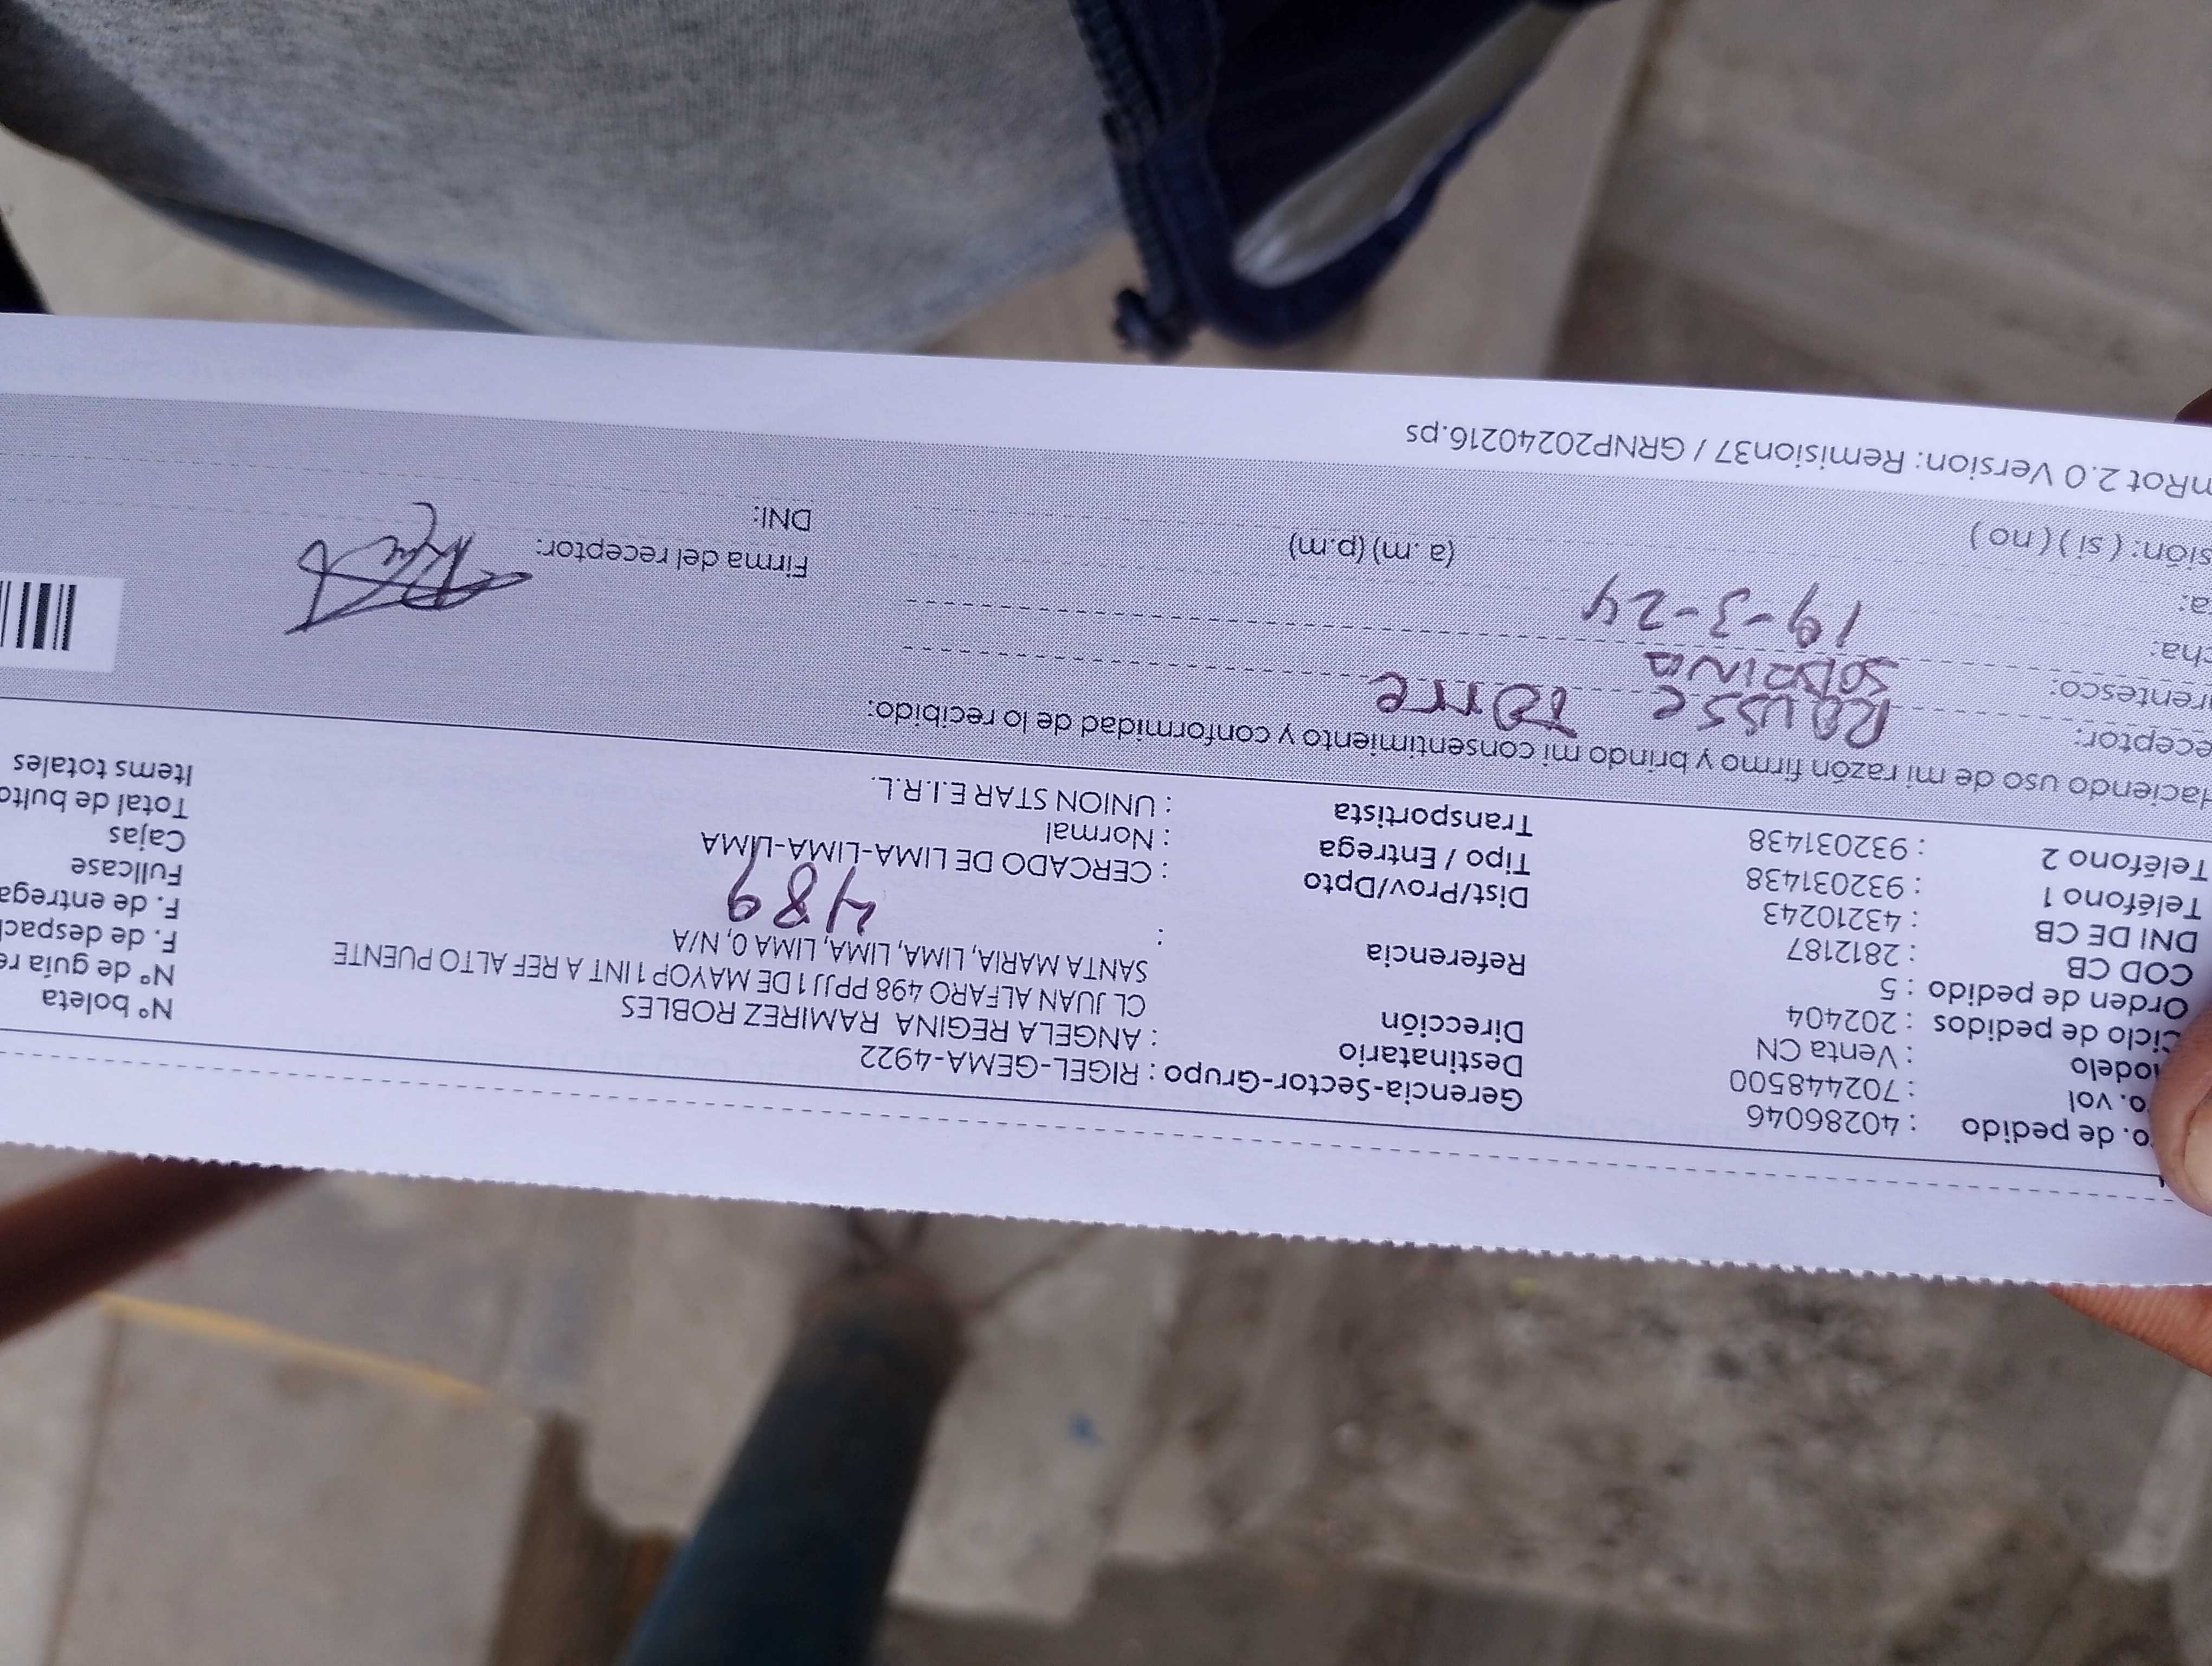 o. de pedido : 40286046 Gerencia-Sector-Grupo : RIGEL-GEMA-4922
o. vol : 702448500 Destinatario : ANGELA REGINA RAMIREZ ROBLES Nº boleta
odelo : Venta CN Dirección CL JUAN ALFARO 498 PPJJ 1 DE MAYOP 1 INT A REF ALTO PUENTE Nº de guía re
Ciclo de pedidos : 202404 SANTA MARIA, LIMA, LIMA, LIMA 0, N/A F. de despach
Orden de pedido : 5 Referencia : 489 F. de entrega
COD CB : 2812187 Dist/Prov/Dpto : CERCADO DE LIMA-LIMA-LIMA Fullcase
DNI DE CB : 43210243 Tipo / Entrega : Normal Cajas
Teléfono 1 : 932031438 Transportista : UNION STAR E.I.R.L. Total de bulto
Teléfono 2 : 932031438 Items totales
Haciendo uso de mi razón firmo y brindo mi consentimiento y conformidad de lo recibido:
eceptor: Torre
rentesco: SOBRINA
cha: 19-3-24
a: (a .m) (p.m) Firma del receptor:
sión: ( si ) ( no ) DNI:
nRot 2.0 Version: Remision37 / GRNP20240216.ps